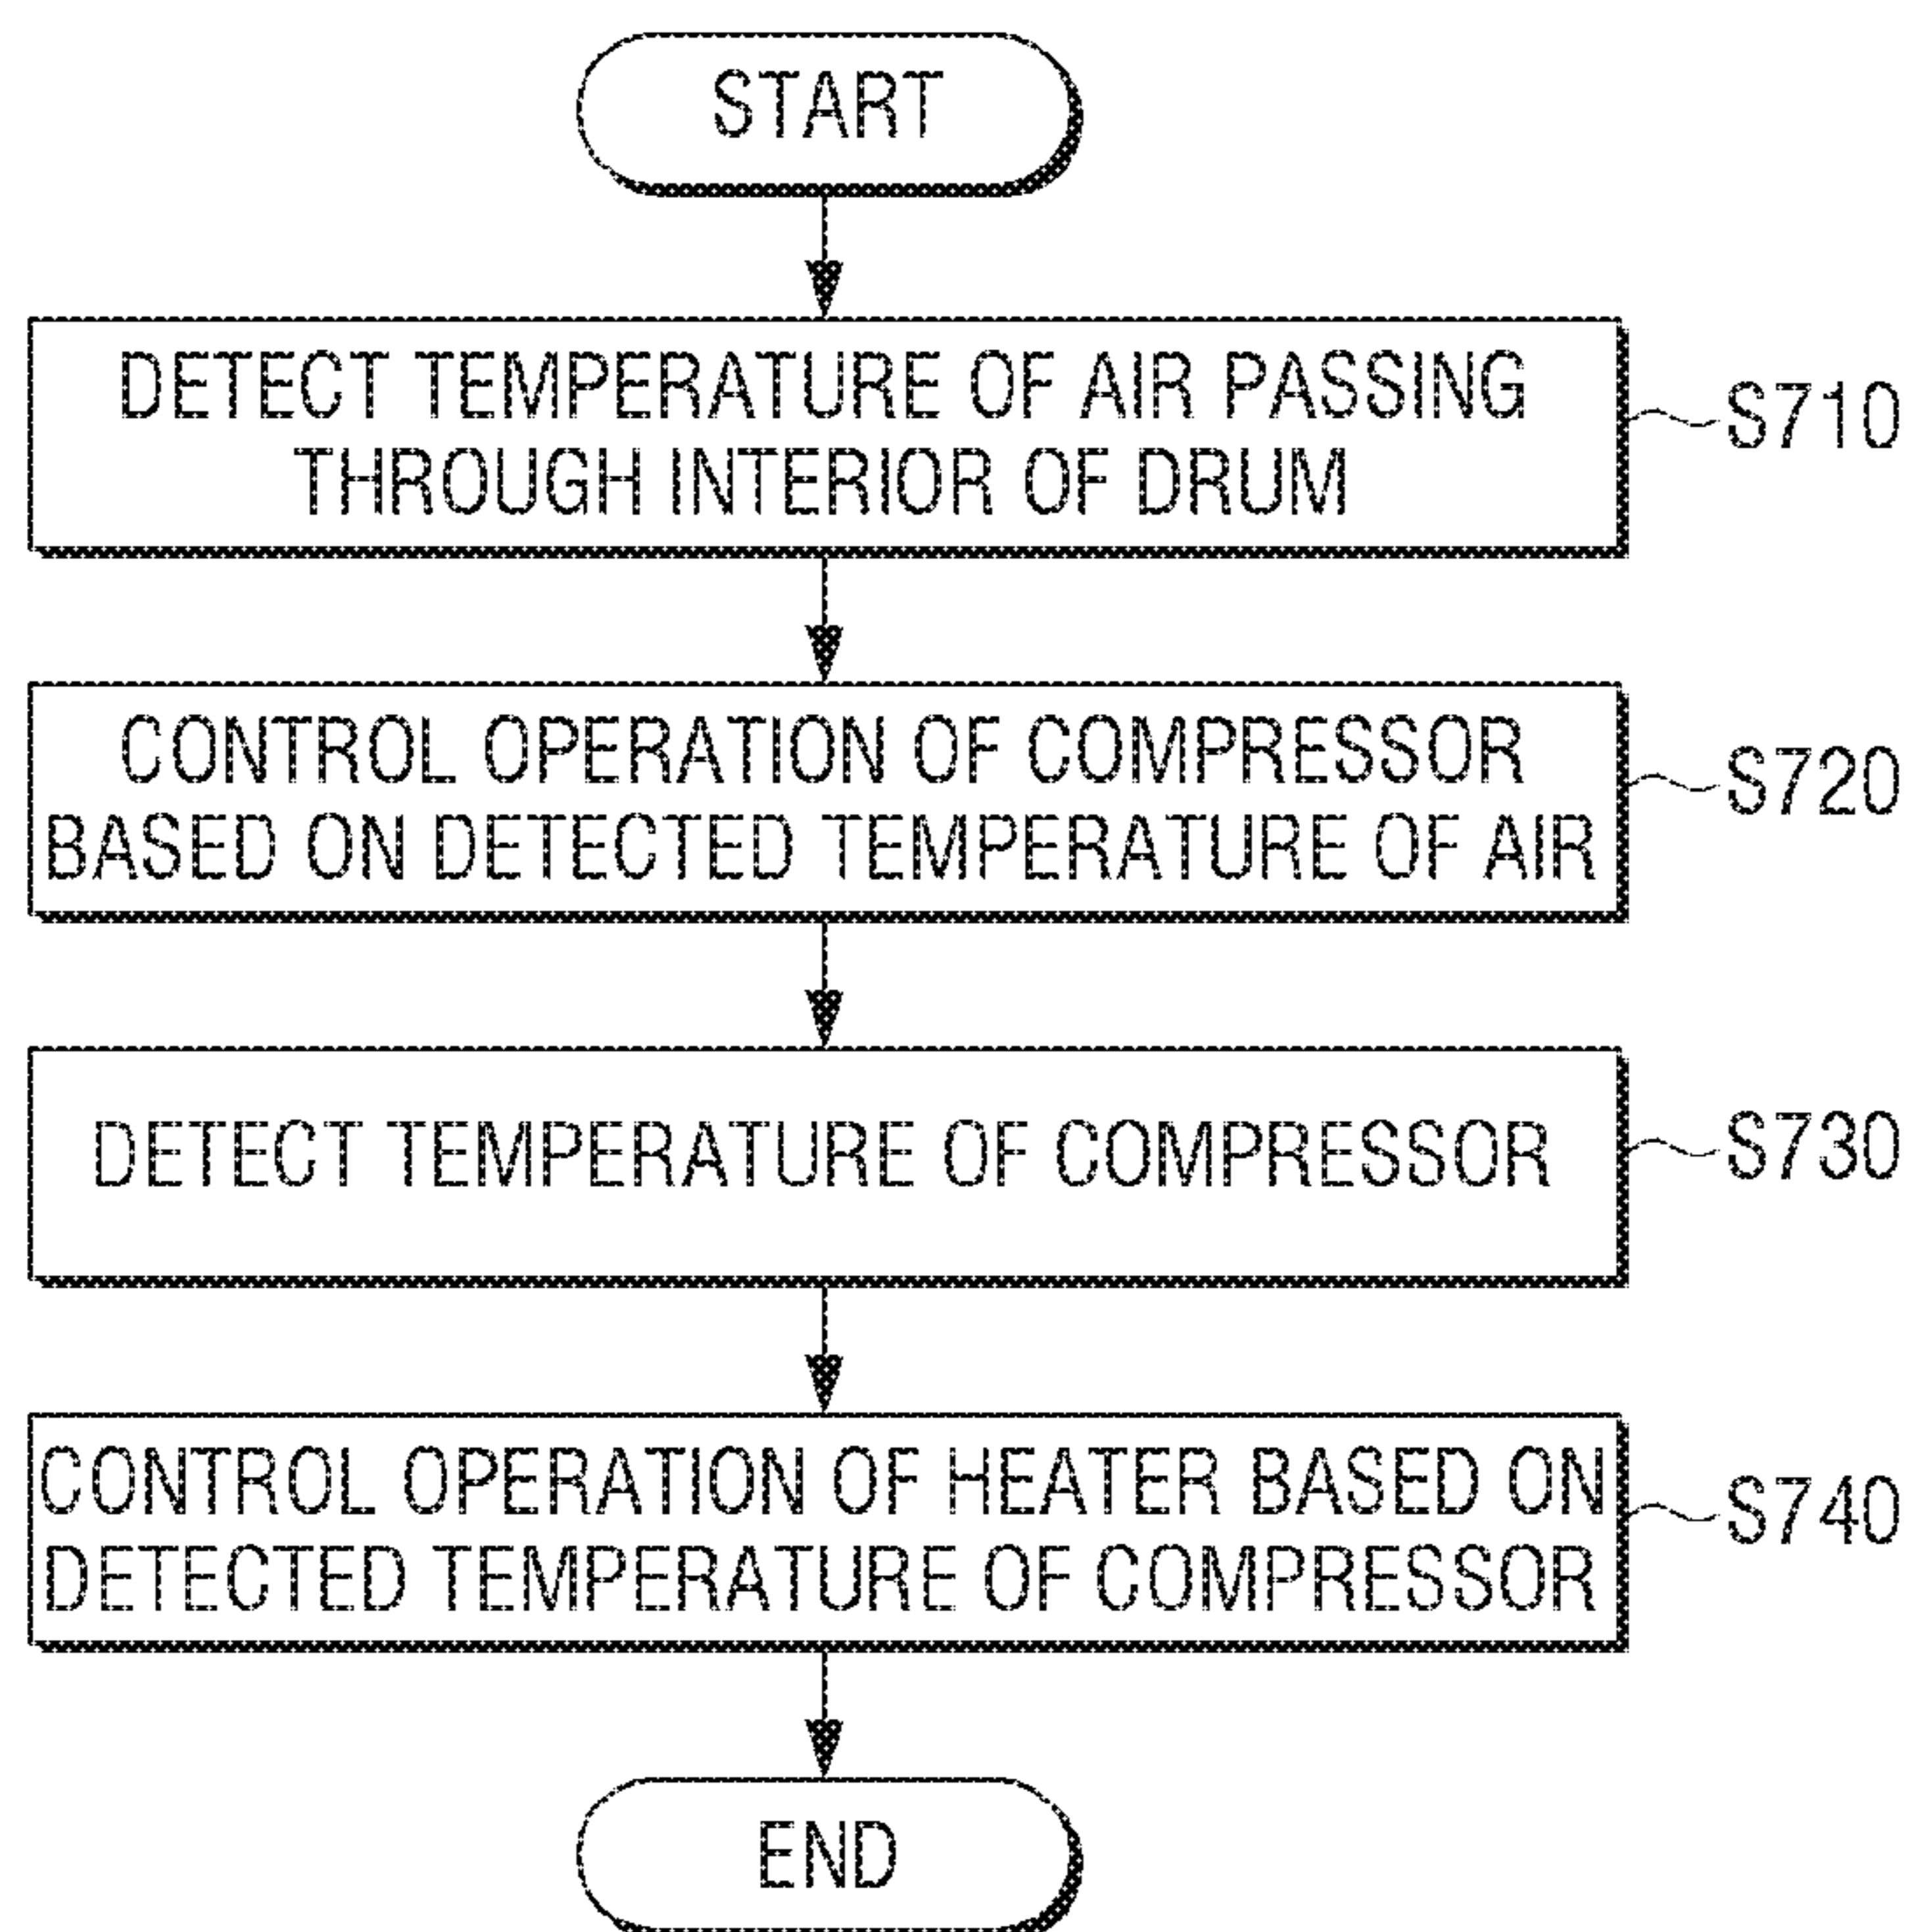 START
DETECT TEMPERATURE OF AIR PASSING
THROUGH INTERIOR OF DRUM
S710
CONTROL OPERATION OF COMPRESSOR
BASED ON DETECTED TEMPERATURE OF AIR
S720
DETECT TEMPERATURE OF COMPRESSOR
S730
CONTROL OPERATION OF HEATER BASED ON
DETECTED TEMPERATURE OF COMPRESSOR
S740
END